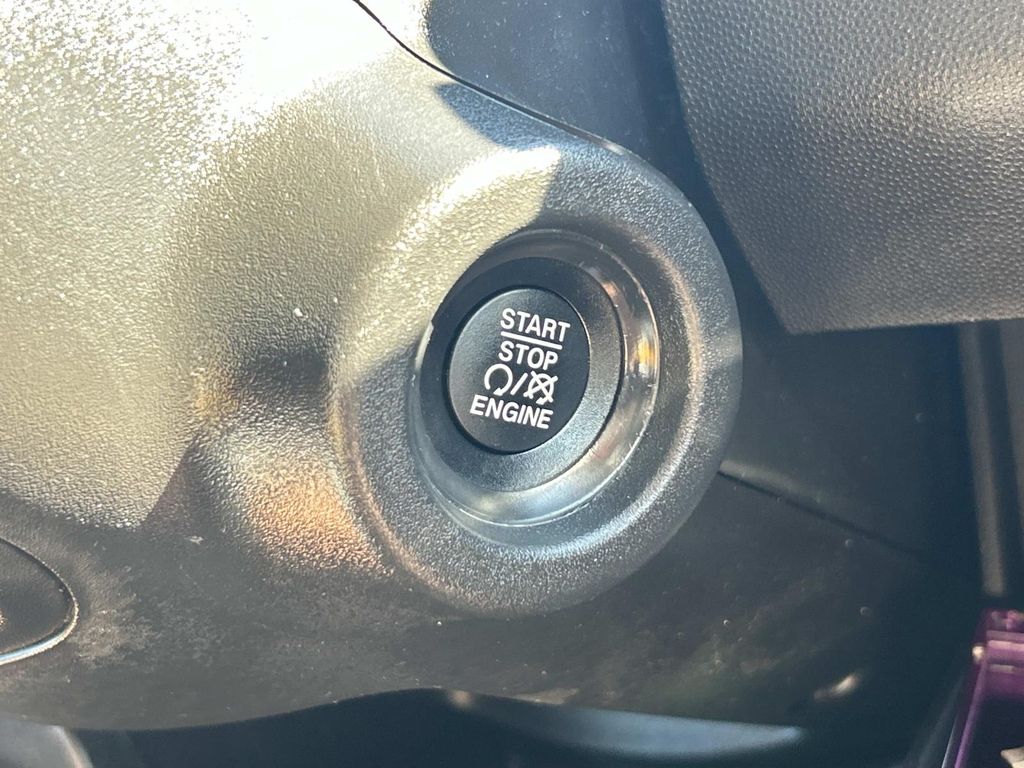 START
STOP
/
ENGINE